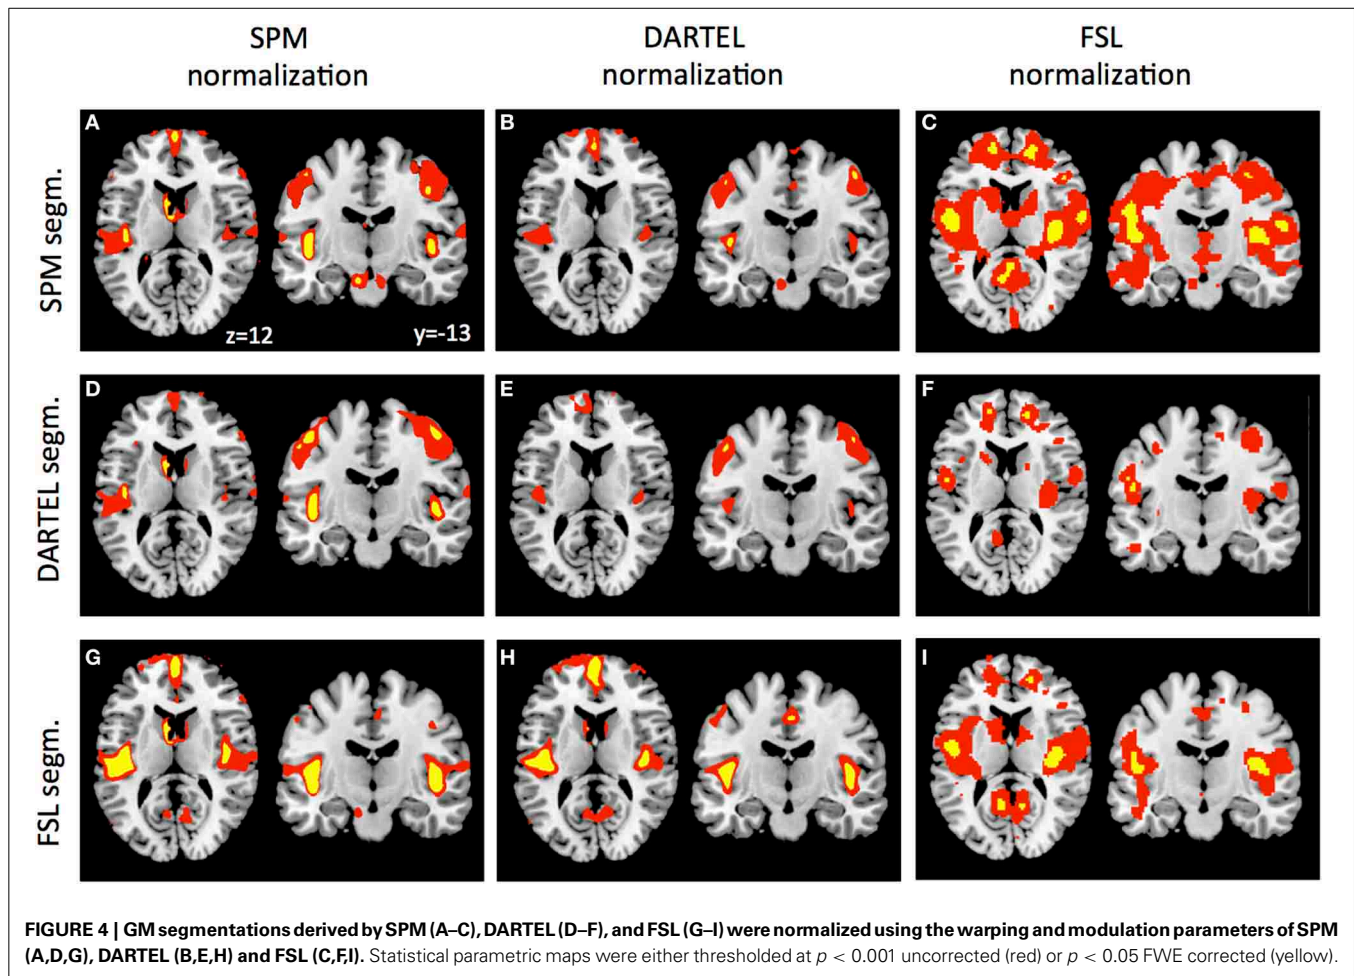 SPM
normalization
DARTEL
normalization
FSL
normalization
SPM segm.
A
z=12
y=-13
B
C
DARTEL segm.
D
E
F
FSL segm.
G
H
I
FIGURE 4 | GM segmentations derived by SPM (A–C), DARTEL (D–F), and FSL (G–I) were normalized using the warping and modulation parameters of SPM
(A,D,G), DARTEL (B,E,H) and FSL (C,F,I). Statistical parametric maps were either thresholded at p < 0.001 uncorrected (red) or p < 0.05 FWE corrected (yellow).